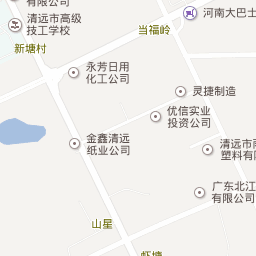 有限公司
清远市高级
技工学校
当福岭
河南大巴士
新塘村
永芳日用
化工公司
灵捷制造
优信实业
投资公司
金鑫清远
纸业公司
清远市
塑料有
广东北江
有限公司
山星
虾塘